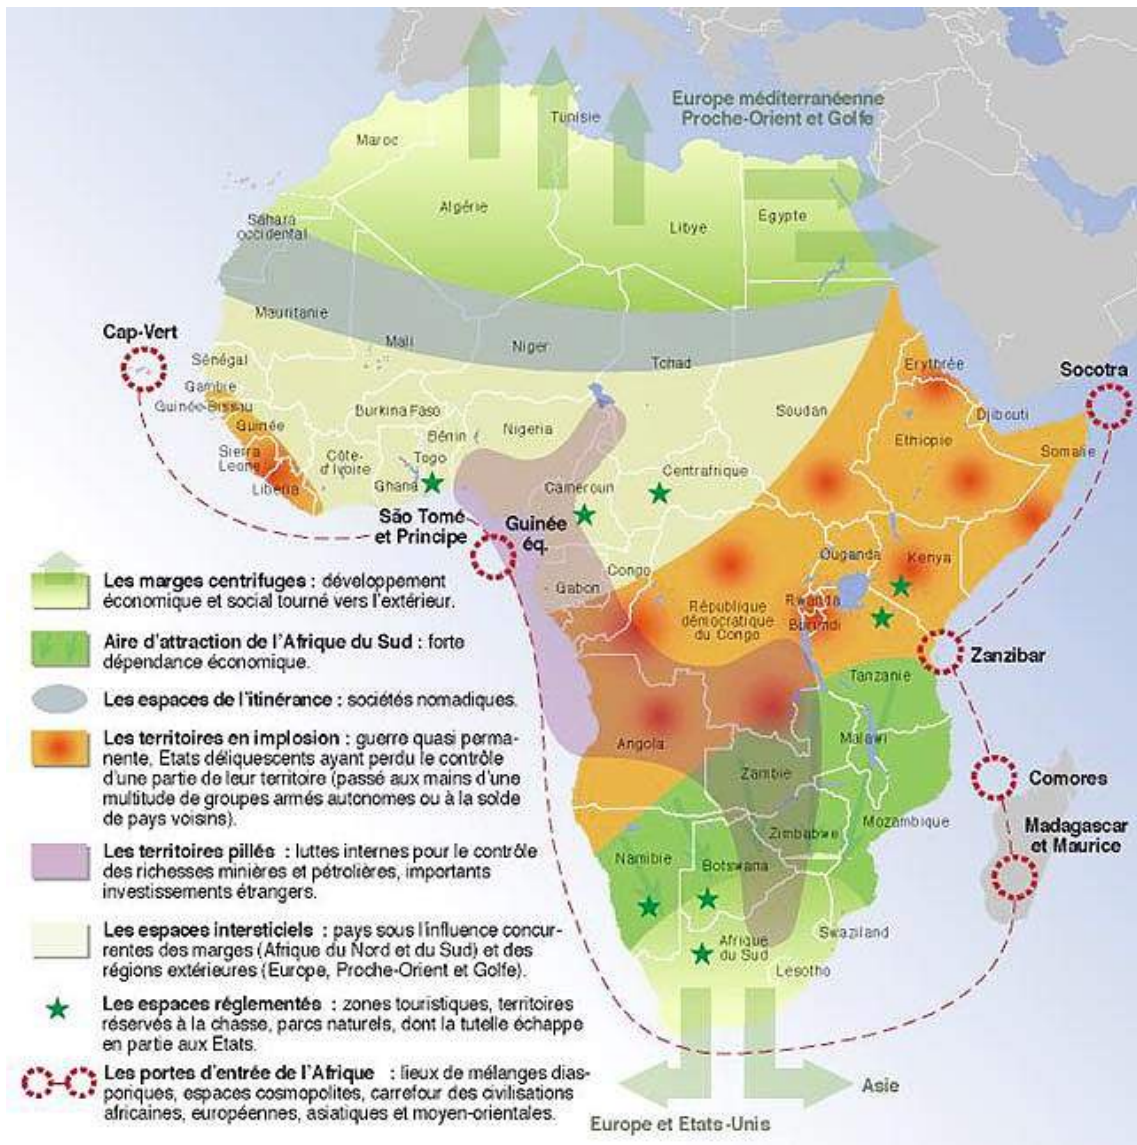 Europe méditerranéenne
Proche-Orient et Golfe
Tunisie
Maroc
Algérie
Libye
Egypte
Sahara
occidental
Mauritanie
Mali
Niger
Tchad
Cap-Vert
Sénégal
Gambie
Guinée-Bissau
Guinée
Sierra
Leone
Liberia
Côte-
d'Ivoire
Burkina Faso
Ghana
Togo
Bénin
Nigeria
Cameroun
Centrafrique
Soudan
Erythrée
Djibouti
Ethiopie
Somalie
Socotra
São Tomé
et Principe
Guinée
éq.
Gabon
Congo
République
démocratique
du Congo
Ouganda
Kenya
Rwanda
Burundi
Zanzibar
Tanzanie
Angola
Zambie
Malawi
Mozambique
Zimbabwe
Comores
Madagascar
et Maurice
Namibie
Botswana
Afrique
du Sud
Swaziland
Lesotho
Asie
Europe et Etats-Unis
Les marges centrifuges : développement
économique et social tourné vers l'extérieur.
Aire d'attraction de l'Afrique du Sud : forte
dépendance économique.
Les espaces de l'itinérance : sociétés nomadiques.
Les territoires en implosion : guerre quasi perma-
nente, Etats déliquescents ayant perdu le contrôle
d'une partie de leur territoire (passé aux mains d'une
multitude de groupes armés autonomes ou à la solde
de pays voisins).
Les territoires pillés : luttes internes pour le contrôle
des richesses minières et pétrolières, importants
investissements étrangers.
Les espaces intersticiels : pays sous l'influence concur-
rentes des marges (Afrique du Nord et du Sud) et des
régions extérieures (Europe, Proche-Orient et Golfe).
Les espaces réglementés : zones touristiques, territoires
réservés à la chasse, parcs naturels, dont la tutelle échappe
en partie aux Etats.
Les portes d'entrée de l'Afrique : lieux de mélanges dias-
poriques, espaces cosmopolites, carrefour des civilisations
africaines, européennes, asiatiques et moyen-orientales.